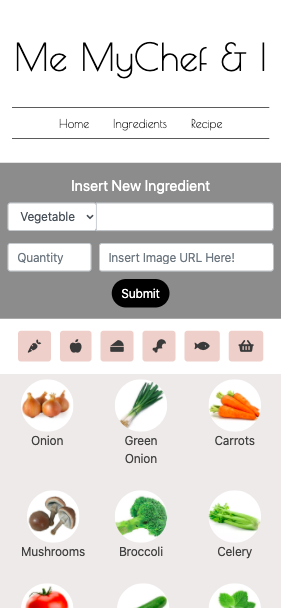 Me MyChef & I
Home Ingredients Recipe
Insert New Ingredient
Vegetable
Quantity Insert Image URL Here!
Submit
Onion Green Onion Carrots
Mushrooms Broccoli Celery